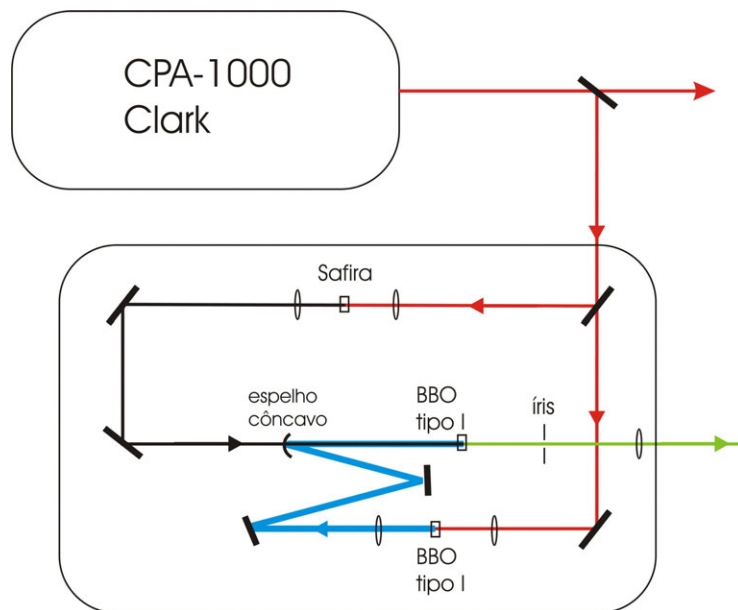 CPA-1000
Clark
Safira
espelho
côncavo
BBO
tipo I
íris
BBO
tipo I